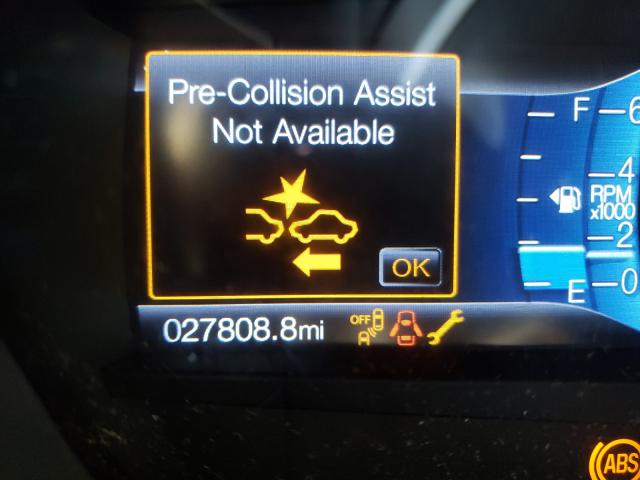 Pre-Collision Assist
Not Available
OK
F
6
4
RPM
x1000
2
0
E
027808.8mi
OFF
A
ABS